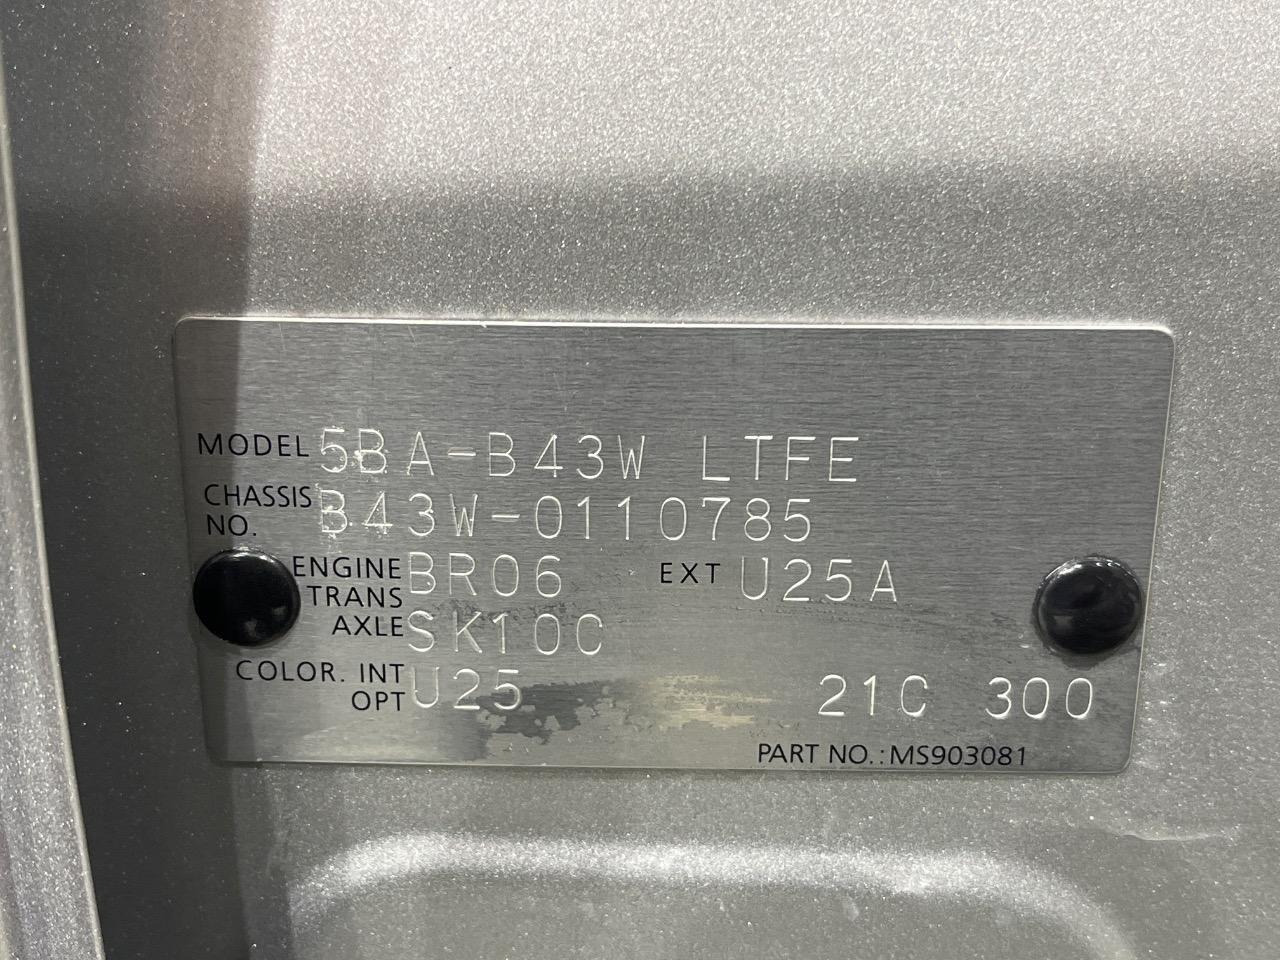 MODEL 5BA-B43W LTFE
CHASSIS NO. B43W-0110785
ENGINE BR06 EXT U25A
TRANS AXLE SK10C
COLOR. INT OPT U25 21C 300
PART NO.:MS903081